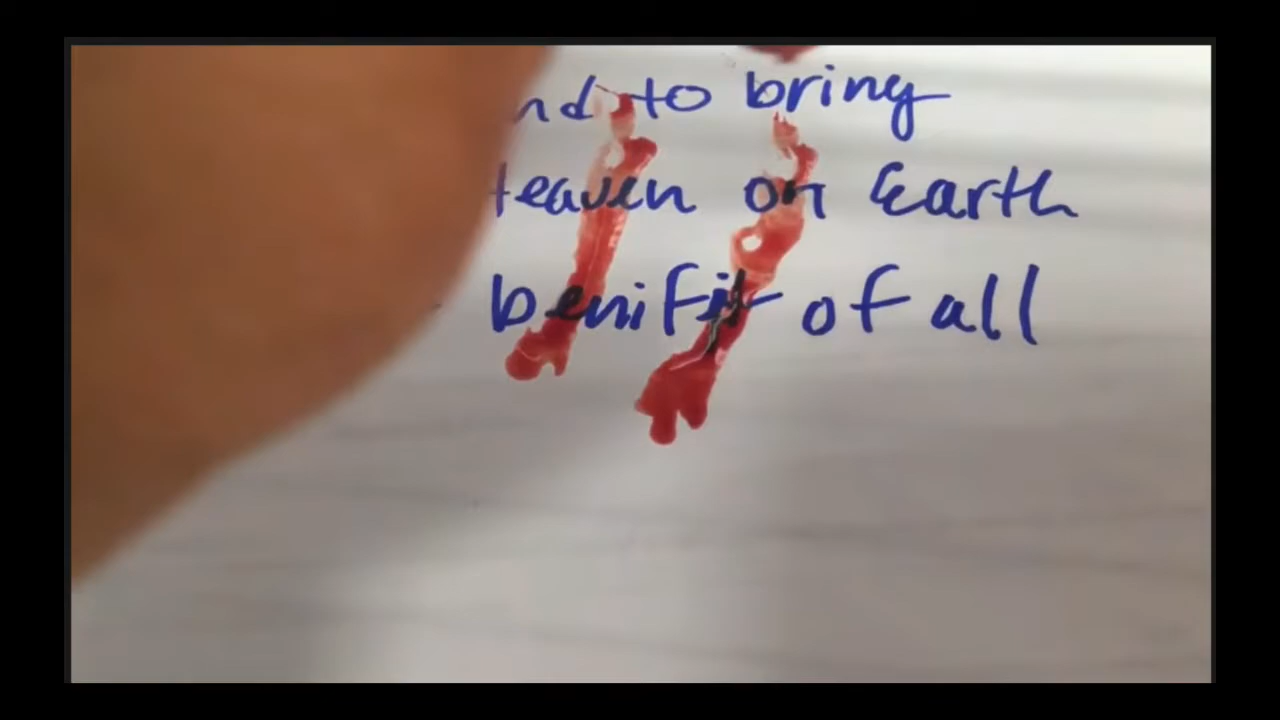 nd to bring
Heaven on Earth
benifit of all